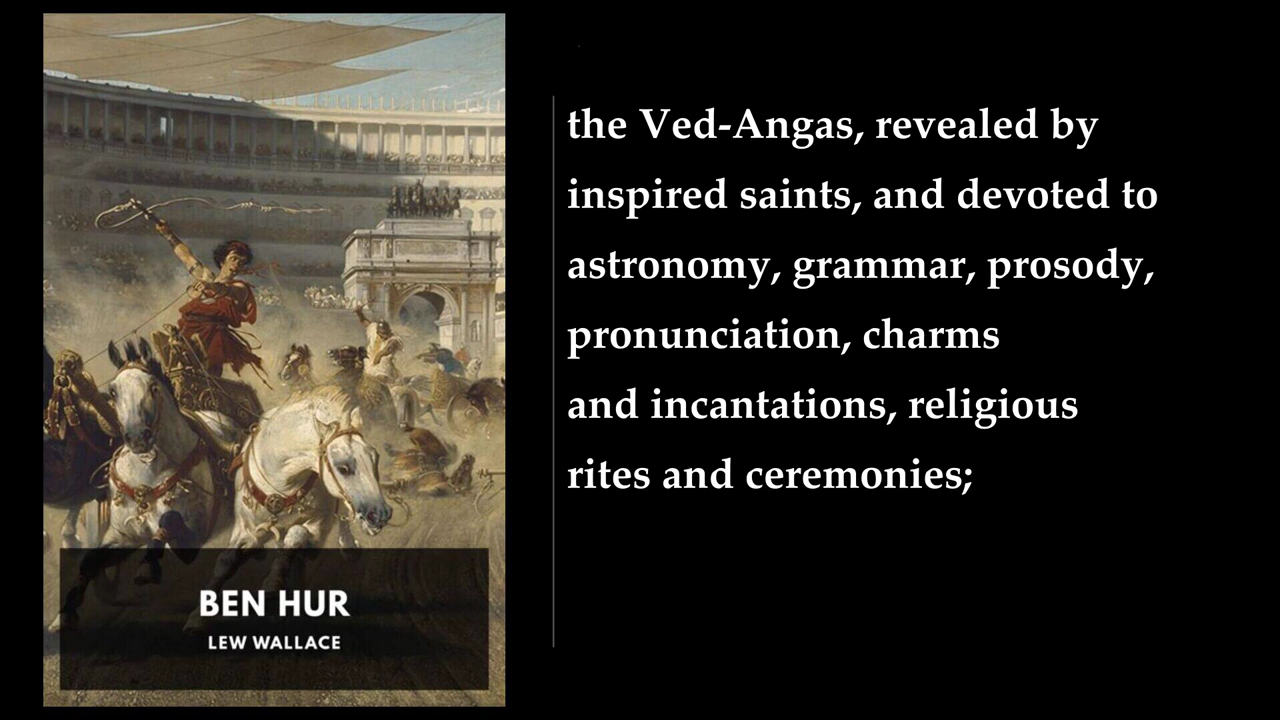 BEN HUR
LEW WALLACE
the Ved-Angas, revealed by
inspired saints, and devoted to
astronomy, grammar, prosody,
pronunciation, charms
and incantations, religious
rites and ceremonies;